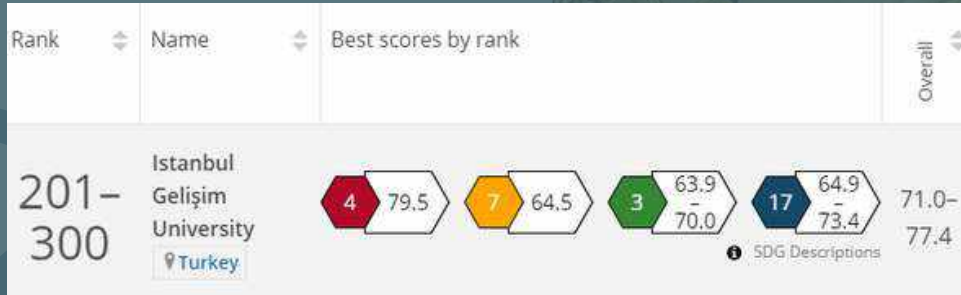 Rank
Name
Best scores by rank
Overall
201–
300
Istanbul
Gelişim
University
Turkey
4
79.5
7
64.5
3
63.9
–
70.0
17
64.9
–
73.4
SDG Descriptions
71.0–
77.4